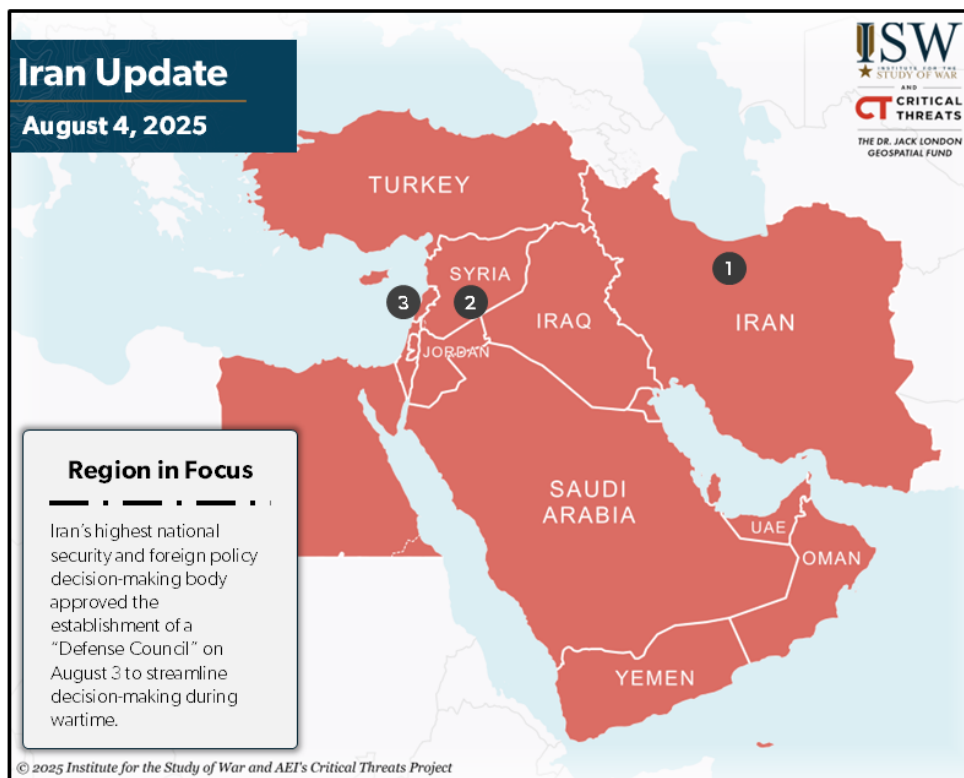 Iran Update
August 4, 2025
ISW
INSTITUTE FOR THE
STUDY OF WAR
AND
CT CRITICAL
THREATS
THE DR. JACK LONDON
GEOSPATIAL FUND
TURKEY
SYRIA
1
3
2
IRAQ
IRAN
JORDAN
SAUDI
ARABIA
UAE
OMAN
YEMEN
Region in Focus
Iran’s highest national
security and foreign policy
decision-making body
approved the
establishment of a
“Defense Council” on
August 3 to streamline
decision-making during
wartime.
© 2025 Institute for the Study of War and AEI's Critical Threats Project